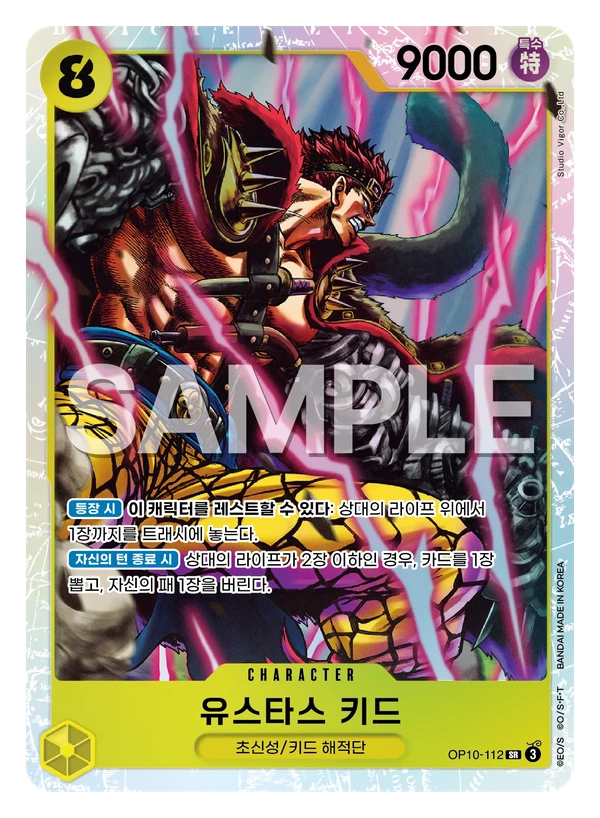 8
9000
특수
特
Studio Vigor Co.,Ltd
SAMPLE
등장 시 이 캐릭터를 레스트할 수 있다: 상대의 라이프 위에서
1장까지를 트래시에 놓는다.
자신의 턴 종료 시 상대의 라이프가 2장 이하인 경우, 카드를 1장
뽑고, 자신의 패 1장을 버린다.
CHARACTER
유스타스 키드
초신성/키드 해적단
OP10-112 SR 3
©EO/S ©O/S･F･T BANDAI MADE IN KOREA